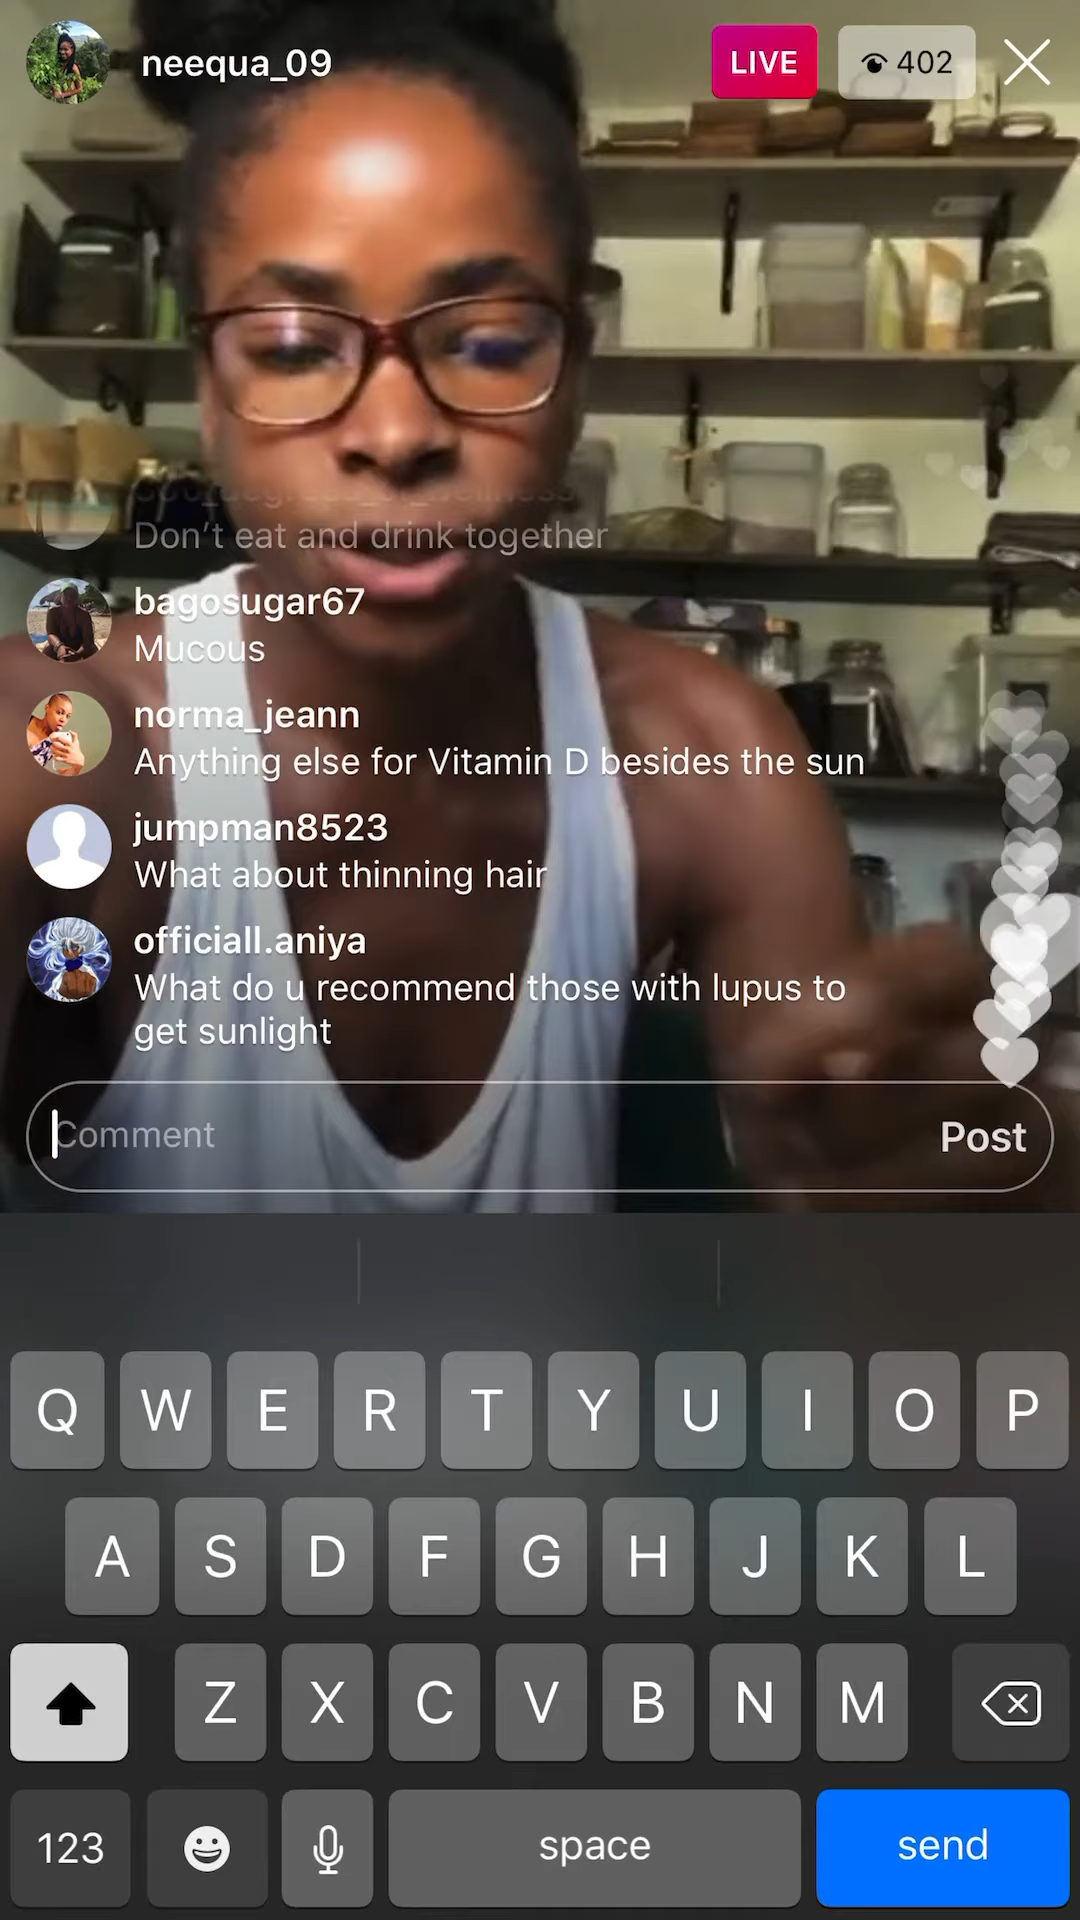 neequa_09
LIVE
402
Don't eat and drink together
bagosugar67
Mucous
norma_jeann
Anything else for Vitamin D besides the sun
jumpman8523
What about thinning hair
officiall.aniya
What do u recommend those with lupus to
get sunlight
Comment
Post
Q W E R T Y U I O P
A S D F G H J K L
Z X C V B N M
123
space
send